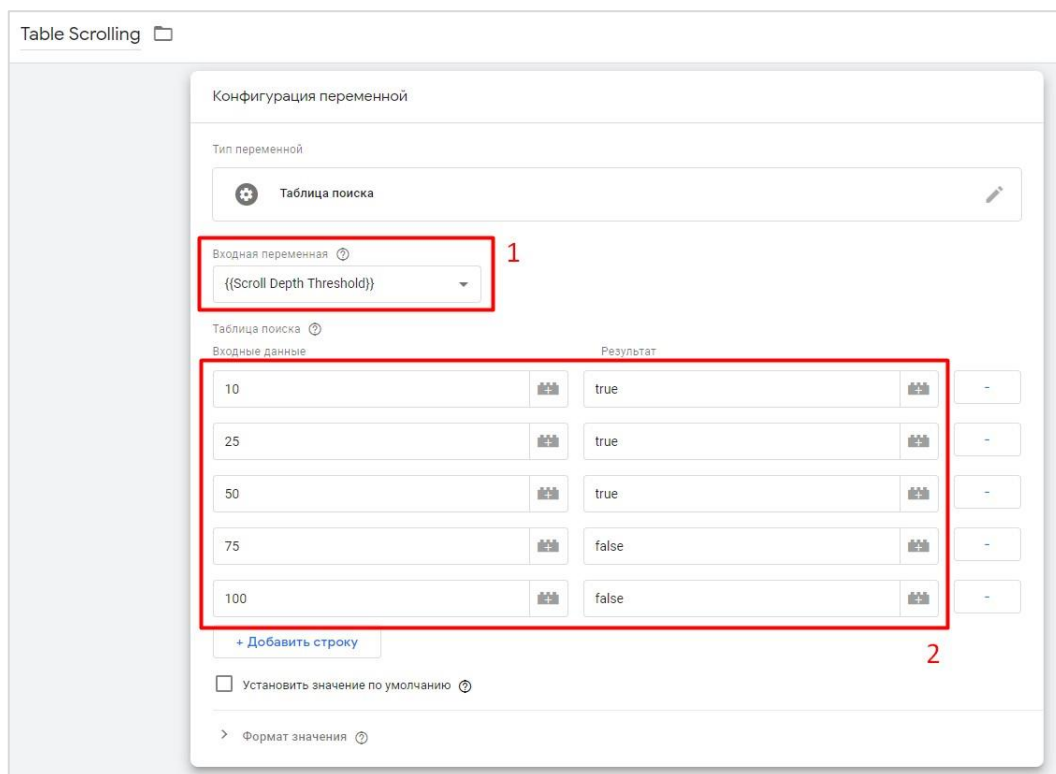 Table Scrolling
Конфигурация переменной
Тип переменной
Таблица поиска
Входная переменная
1
{{Scroll Depth Threshold}}
Таблица поиска
Входные данные Результат
10 true -
25 true -
50 true -
75 false -
100 false -
+ Добавить строку
2
Установить значение по умолчанию
Формат значения